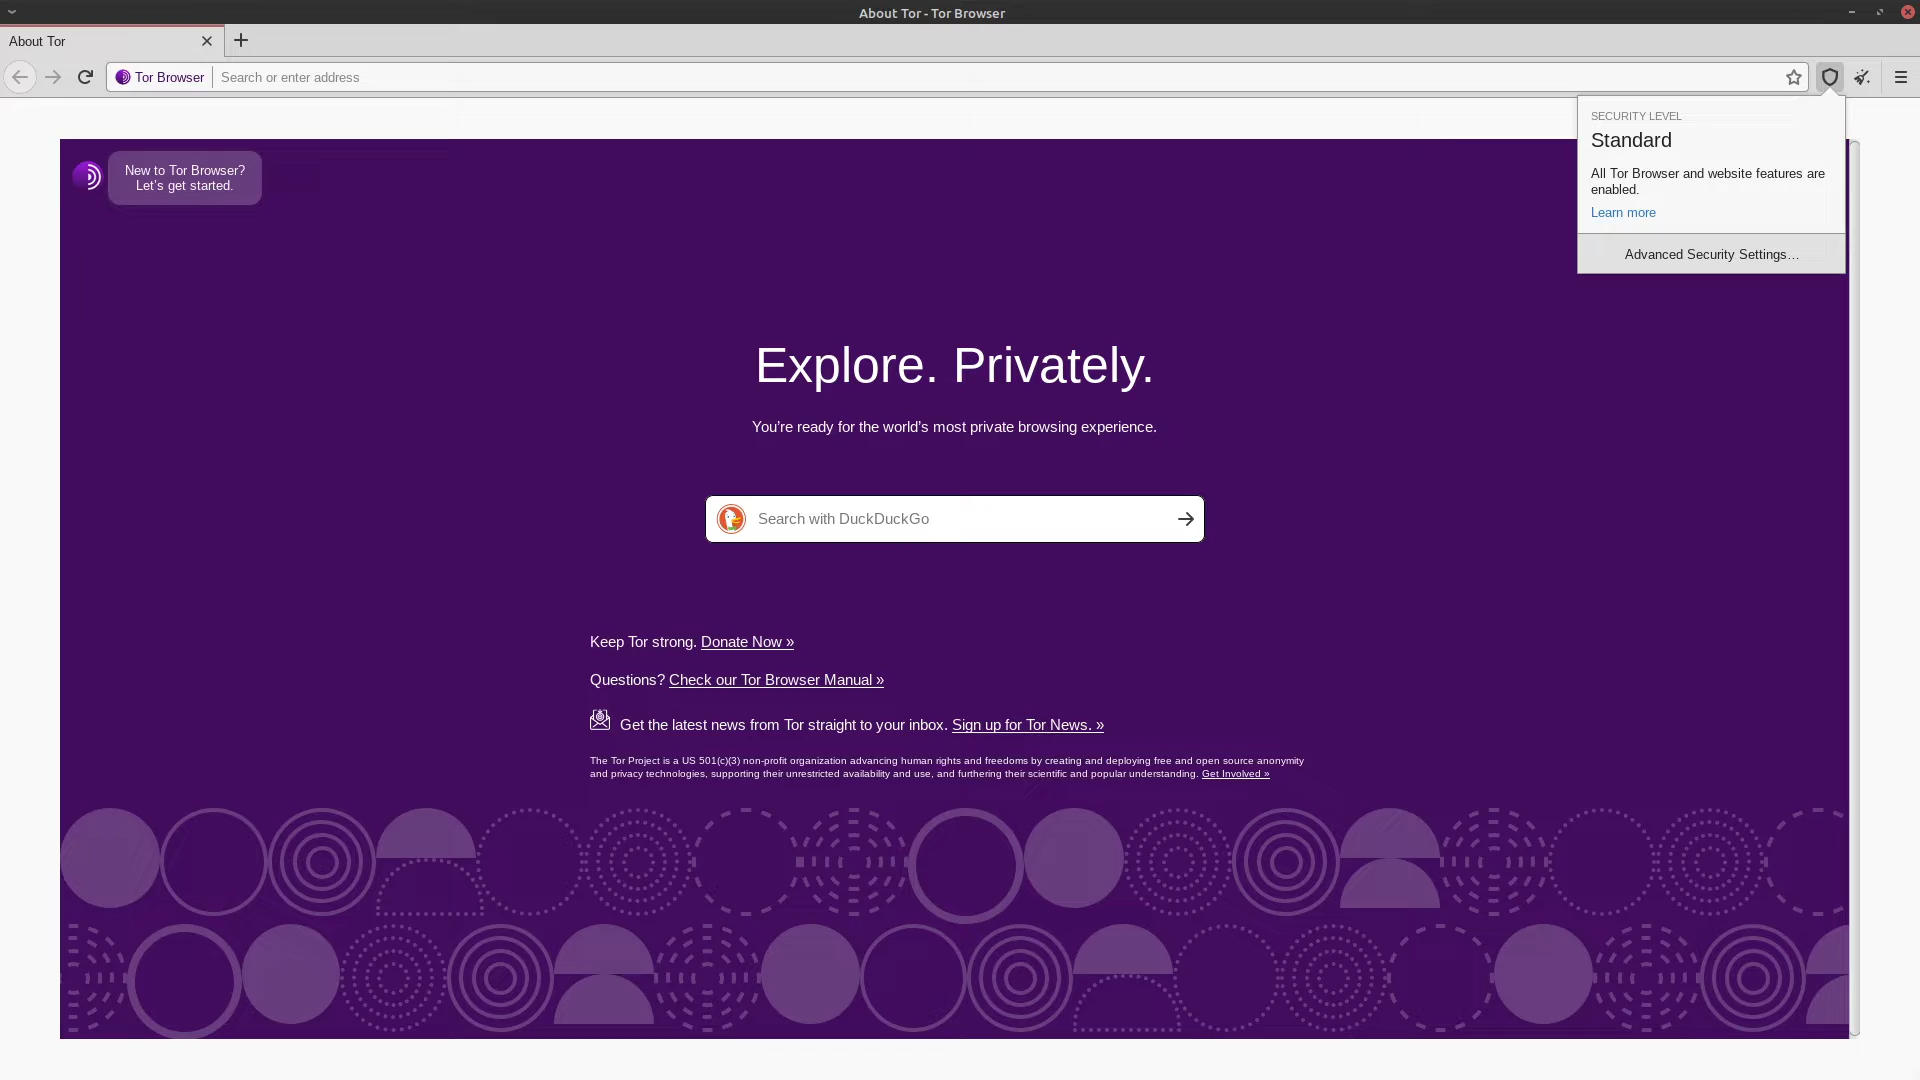 About Tor - Tor Browser
About Tor
Tor Browser
Search or enter address
SECURITY LEVEL
Standard
All Tor Browser and website features are
enabled.
Learn more
Advanced Security Settings…
New to Tor Browser?
Let’s get started.
Explore. Privately.
You’re ready for the world’s most private browsing experience.
Search with DuckDuckGo
Keep Tor strong. Donate Now »
Questions? Check our Tor Browser Manual »
Get the latest news from Tor straight to your inbox. Sign up for Tor News. »
The Tor Project is a US 501(c)(3) non-profit organization advancing human rights and freedoms by creating and deploying free and open source anonymity
and privacy technologies, supporting their unrestricted availability and use, and furthering their scientific and popular understanding. Get Involved »